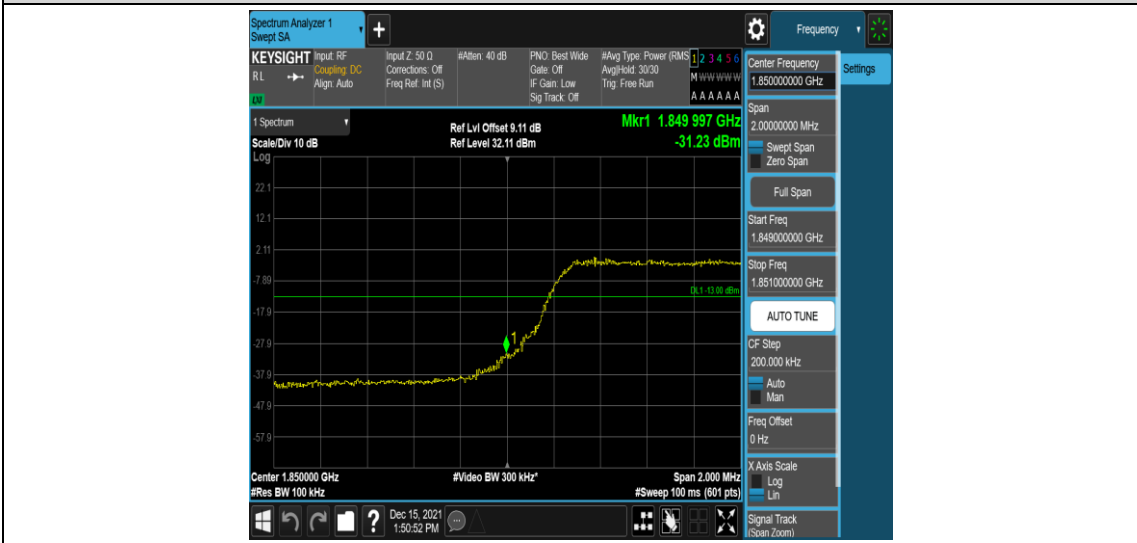 Spectrum Analyzer 1
Swept SA
+
Frequency
KEYSIGHT
RL
LXI
Input: RF
Coupling: DC
Align: Auto
Input Z: 50 Ω
Corrections: Off
Freq Ref: Int (S)
#Atten: 40 dB
PNO: Best Wide
Gate: Off
IF Gain: Low
Sig Track: Off
#Avg Type: Power (RMS
Avg|Hold: 30/30
Trig: Free Run
1 2 3 4 5 6
M W W W W W
A A A A A A
Center Frequency
1.850000000 GHz
Settings
Span
2.00000000 MHz
Swept Span
Zero Span
Full Span
Start Freq
1.849000000 GHz
Stop Freq
1.851000000 GHz
AUTO TUNE
CF Step
200.000 kHz
Auto
Man
Freq Offset
0 Hz
X Axis Scale
Log
Lin
Signal Track
(Span Zoom)
1 Spectrum
Scale/Div 10 dB
Log
Ref Lvl Offset 9.11 dB
Ref Level 32.11 dBm
Mkr1 1.849 997 GHz
-31.23 dBm
22.1
12.1
2.11
-7.89
DL1 -13.00 dBm
-17.9
1
-27.9
-37.9
-47.9
-57.9
Center 1.850000 GHz
#Res BW 100 kHz
#Video BW 300 kHz*
Span 2.000 MHz
#Sweep 100 ms (601 pts)
?
Dec 15, 2021
1:50:52 PM